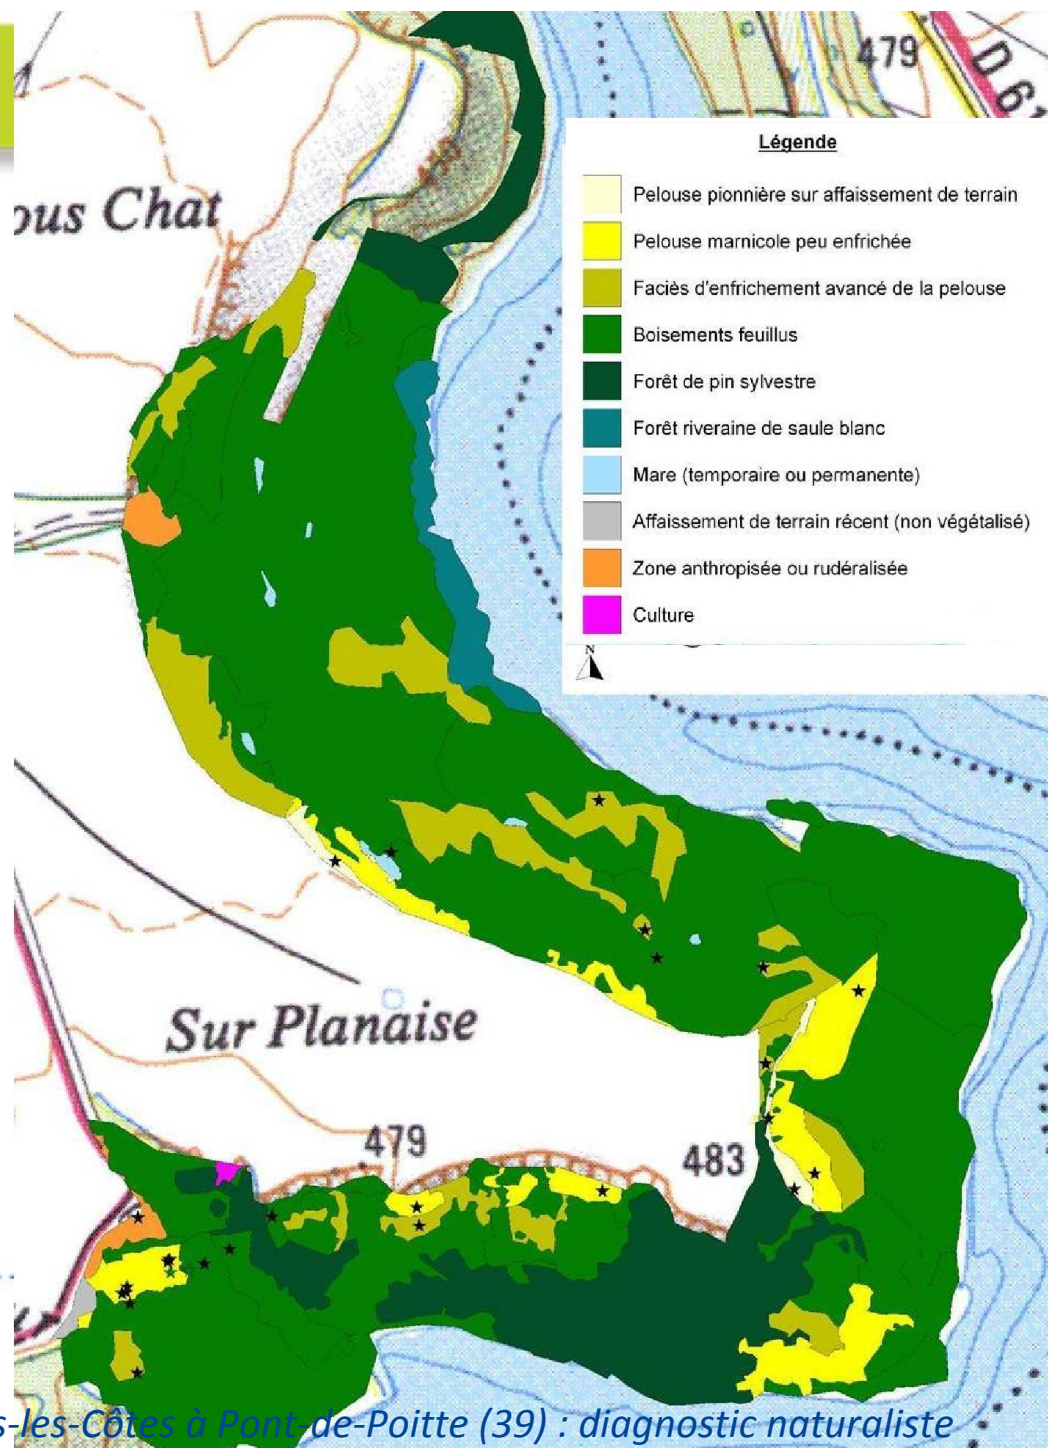 479
D 61
ous Chat
Légende
Pelouse pionnière sur affaissement de terrain
Pelouse marnicole peu enfrichée
Faciès d'enfrichement avancé de la pelouse
Boisements feuillus
Forêt de pin sylvestre
Forêt riveraine de saule blanc
Mare (temporaire ou permanente)
Affaissement de terrain récent (non végétalisé)
Zone anthropisée ou rudéralisée
Culture
N
Sur Planaise
479
483
s-les-Côtes à Pont-de-Poitte (39) : diagnostic naturaliste